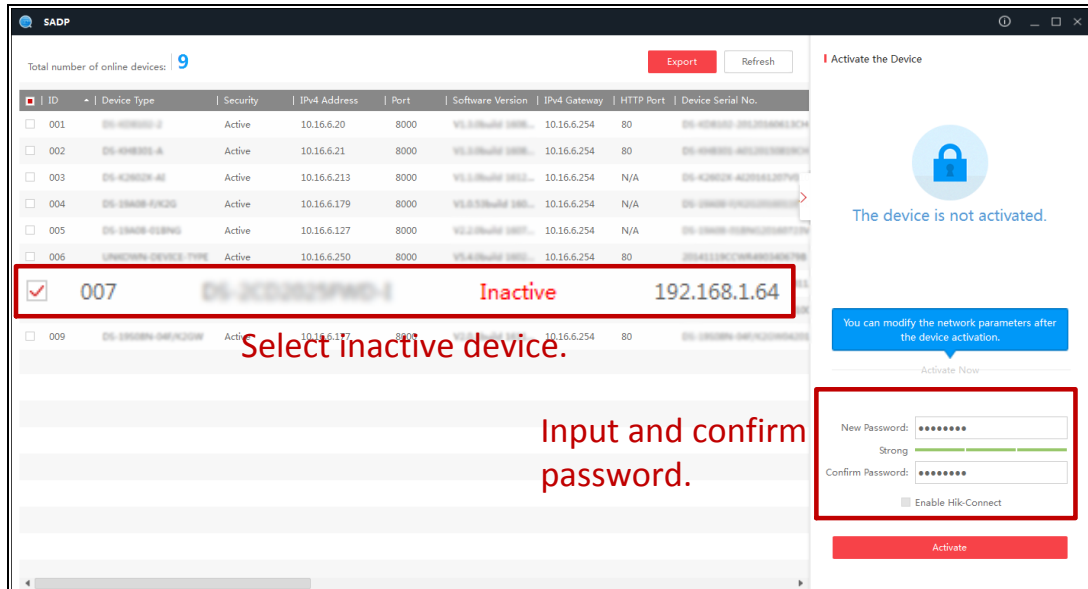 SADP
Total number of online devices: 9
Export Refresh
ID Device Type Security IPv4 Address Port Software Version IPv4 Gateway HTTP Port Device Serial No.
001 Active 10.16.6.20 8000 10.16.6.254 80
002 Active 10.16.6.21 8000 10.16.6.254 80
003 Active 10.16.6.213 8000 10.16.6.254 N/A
004 Active 10.16.6.179 8000 10.16.6.254 N/A
005 Active 10.16.6.127 8000 10.16.6.254 N/A
006 Active 10.16.6.250 8000 10.16.6.254 80
007 Inactive 192.168.1.64
009 10.16.6.254 80
Select inactive device.
Input and confirm
password.
Activate the Device
The device is not activated.
You can modify the network parameters after
the device activation.
Activate Now
New Password: ●●●●●●●●
Strong
Confirm Password: ●●●●●●●●
Enable Hik-Connect
Activate